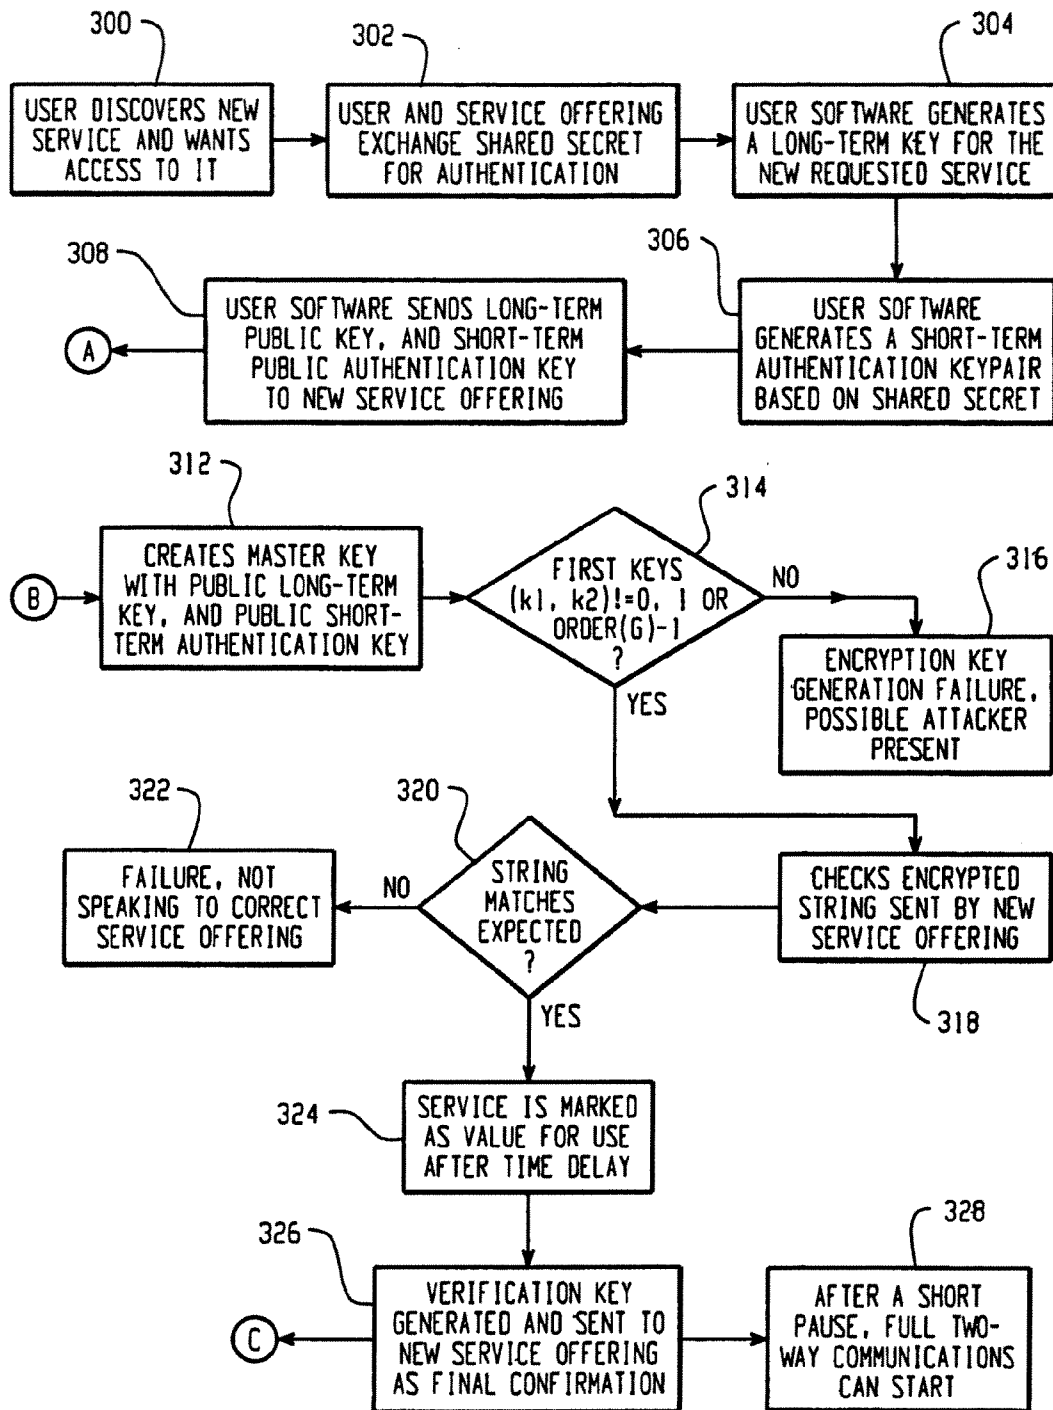 300
302
304
USER DISCOVERS NEW
SERVICE AND WANTS
ACCESS TO IT
USER AND SERVICE OFFERING
EXCHANGE SHARED SECRET
FOR AUTHENTICATION
USER SOFTWARE GENERATES
A LONG-TERM KEY FOR THE
NEW REQUESTED SERVICE
308
306
A
USER SOFTWARE SENDS LONG-TERM
PUBLIC KEY, AND SHORT-TERM
PUBLIC AUTHENTICATION KEY
TO NEW SERVICE OFFERING
USER SOFTWARE
GENERATES A SHORT-TERM
AUTHENTICATION KEYPAIR
BASED ON SHARED SECRET
312
314
316
B
CREATES MASTER KEY
WITH PUBLIC LONG-TERM
KEY, AND PUBLIC SHORT-
TERM AUTHENTICATION KEY
FIRST KEYS
(k1, k2)!=0, 1 OR
ORDER(G)-1
?
NO
YES
ENCRYPTION KEY
GENERATION FAILURE,
POSSIBLE ATTACKER
PRESENT
322
320
FAILURE, NOT
SPEAKING TO CORRECT
SERVICE OFFERING
NO
STRING
MATCHES
EXPECTED
?
YES
CHECKS ENCRYPTED
STRING SENT BY NEW
SERVICE OFFERING
318
324
SERVICE IS MARKED
AS VALUE FOR USE
AFTER TIME DELAY
326
328
C
VERIFICATION KEY
GENERATED AND SENT TO
NEW SERVICE OFFERING
AS FINAL CONFIRMATION
AFTER A SHORT
PAUSE, FULL TWO-
WAY COMMUNICATIONS
CAN START